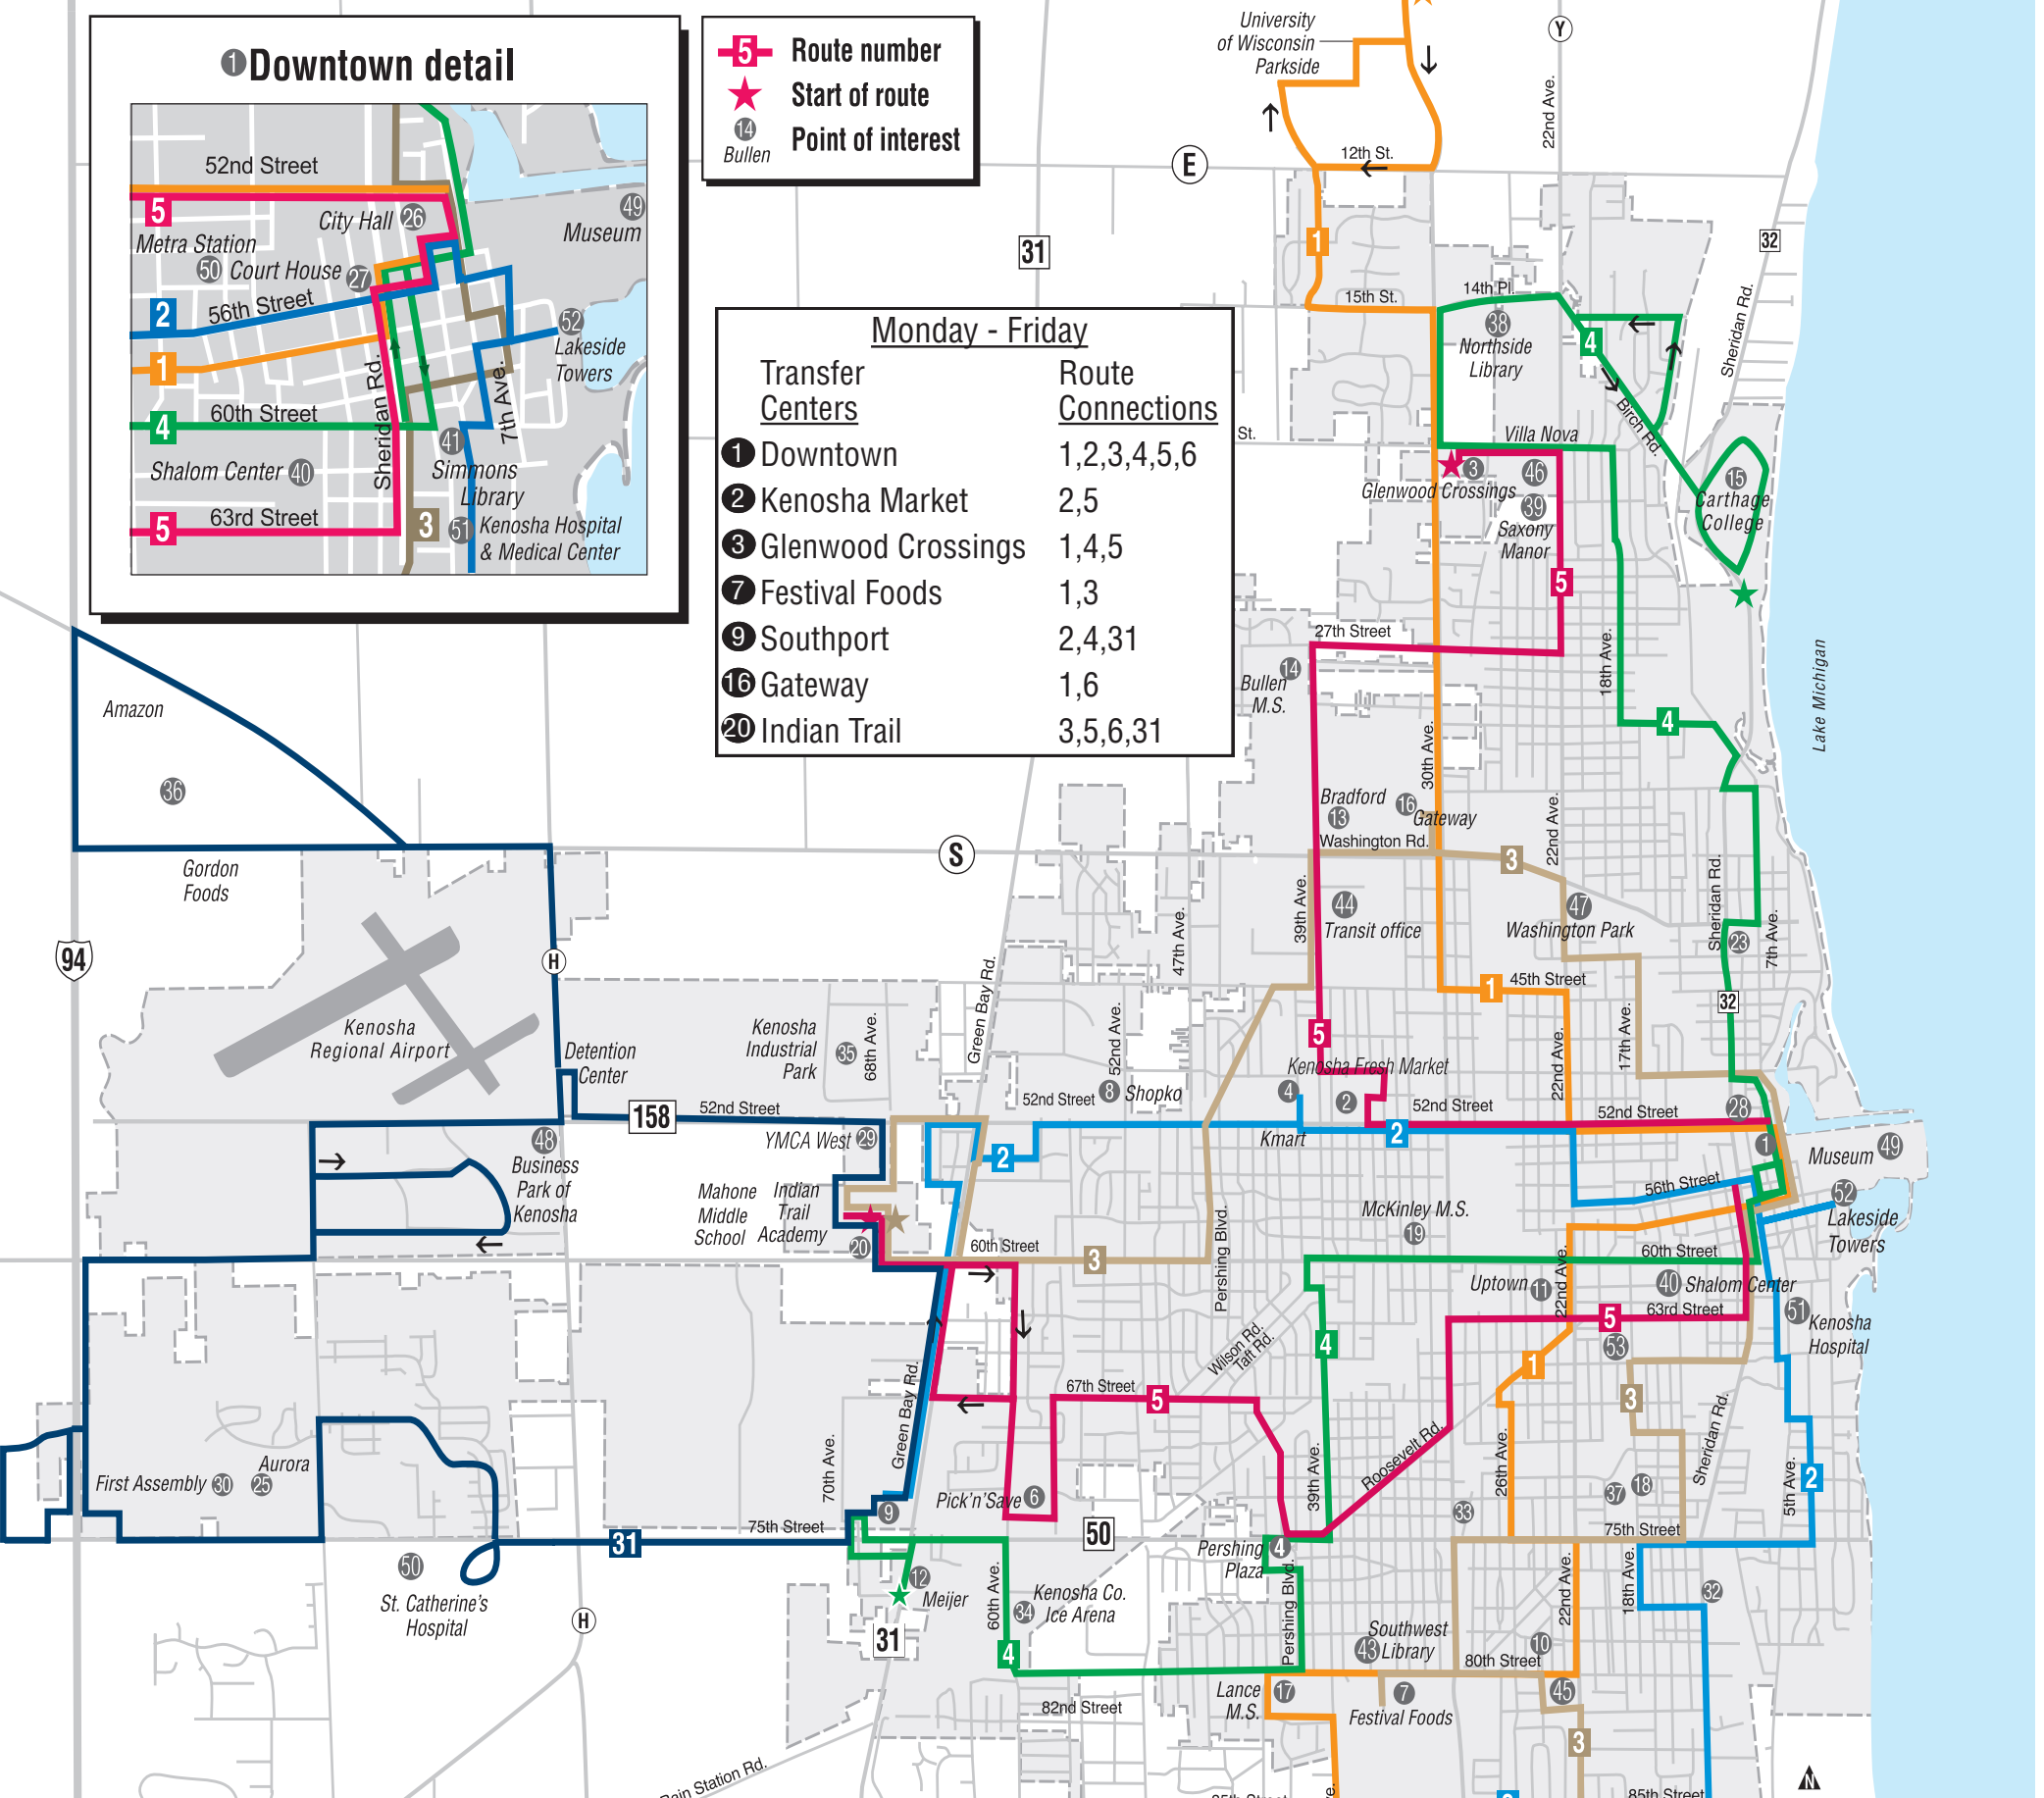 1 Downtown detail
52nd Street
5
City Hall 26
49
Museum
Metra Station
50 Court House 27
2
56th Street
52
Lakeside
Towers
1
Sheridan Rd.
7th Ave.
60th Street
4
41
Simmons
Library
Shalom Center 40
63rd Street
5
3
51 Kenosha Hospital
& Medical Center
5 Route number
Start of route
14 Point of interest
Bullen
Monday - Friday
Transfer Route
Centers Connections
1 Downtown 1,2,3,4,5,6
2 Kenosha Market 2,5
3 Glenwood Crossings 1,4,5
7 Festival Foods 1,3
9 Southport 2,4,31
16 Gateway 1,6
20 Indian Trail 3,5,6,31
University
of Wisconsin
Parkside
Y
22nd Ave.
12th St.
E
31
1
32
Sheridan Rd.
15th St.
14th Pl.
38
Northside
Library
4
Birch Rd.
St.
Villa Nova
3
Glenwood Crossings
46
39
Saxony
Manor
15
Carthage
College
5
27th Street
14
Bullen
M.S.
18th Ave.
4
Lake Michigan
30th Ave.
Amazon
36
Gordon
Foods
S
Bradford
13
16
Gateway
Washington Rd.
3
22nd Ave.
39th Ave.
44
Transit office
47
Washington Park
Sheridan Rd.
23
7th Ave.
47th Ave.
94
H
Kenosha
Regional Airport
Detention
Center
Kenosha
Industrial
Park
35
68th Ave.
Green Bay Rd.
52nd Ave.
1
45th Street
32
5
22nd Ave.
17th Ave.
Kenosha Fresh Market
4
2
158
52nd Street
52nd Street
8 Shopko
52nd Street
52nd Street
28
Kmart
2
2
1
YMCA West 29
48
Business
Park of
Kenosha
Mahone
Middle
School
Indian
Trail
Academy
20
Museum 49
52
Lakeside
Towers
56th Street
McKinley M.S.
19
60th Street
3
Pershing Blvd.
60th Street
Uptown 11
22nd Ave.
40 Shalom Center
63rd Street
5
51
Kenosha
Hospital
53
Wilson Rd.
Taft Rd.
4
1
3
67th Street
5
Green Bay Rd.
70th Ave.
Roosevelt Rd.
39th Ave.
26th Ave.
Sheridan Rd.
5th Ave.
2
First Assembly 30
Aurora
25
Pick'n'Save 6
9
33
37
18
31
75th Street
50
75th Street
Pershing
Plaza
4
50
St. Catherine's
Hospital
H
12
Meijer
31
60th Ave.
34
Kenosha Co.
Ice Arena
4
Pershing Blvd.
43
Southwest
Library
10
22nd Ave.
18th Ave.
32
80th Street
Lance
M.S.
17
7
Festival Foods
45
3
82nd Street
85th Street
N